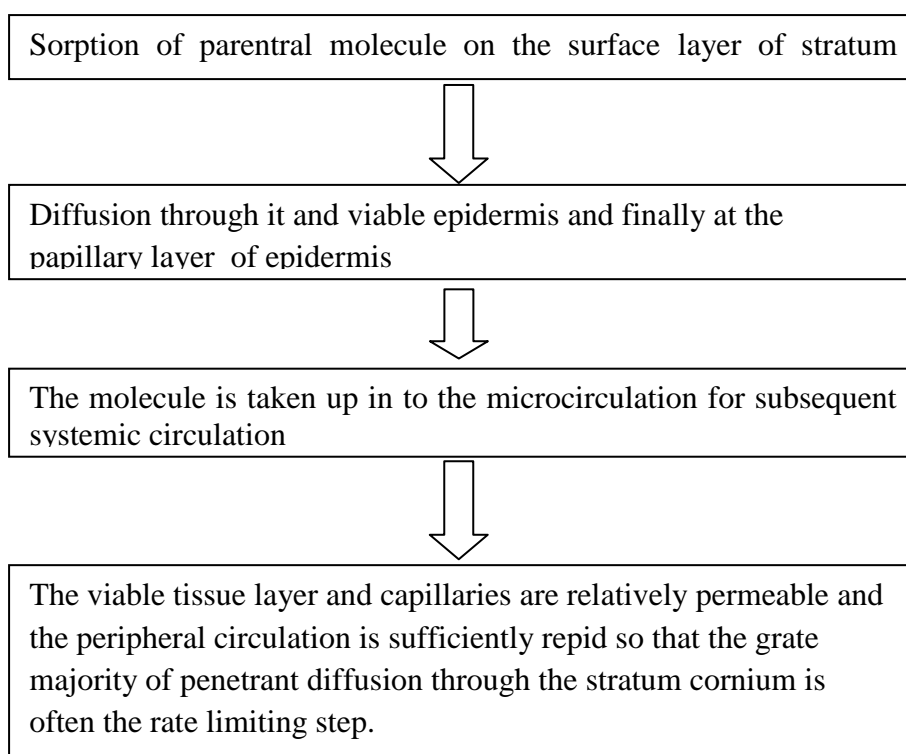 Sorption of parentral molecule on the surface layer of stratum
Diffusion through it and viable epidermis and finally at the
papillary layer of epidermis
The molecule is taken up in to the microcirculation for subsequent
systemic circulation
The viable tissue layer and capillaries are relatively permeable and
the peripheral circulation is sufficiently repid so that the grate
majority of penetrant diffusion through the stratum cornium is
often the rate limiting step.